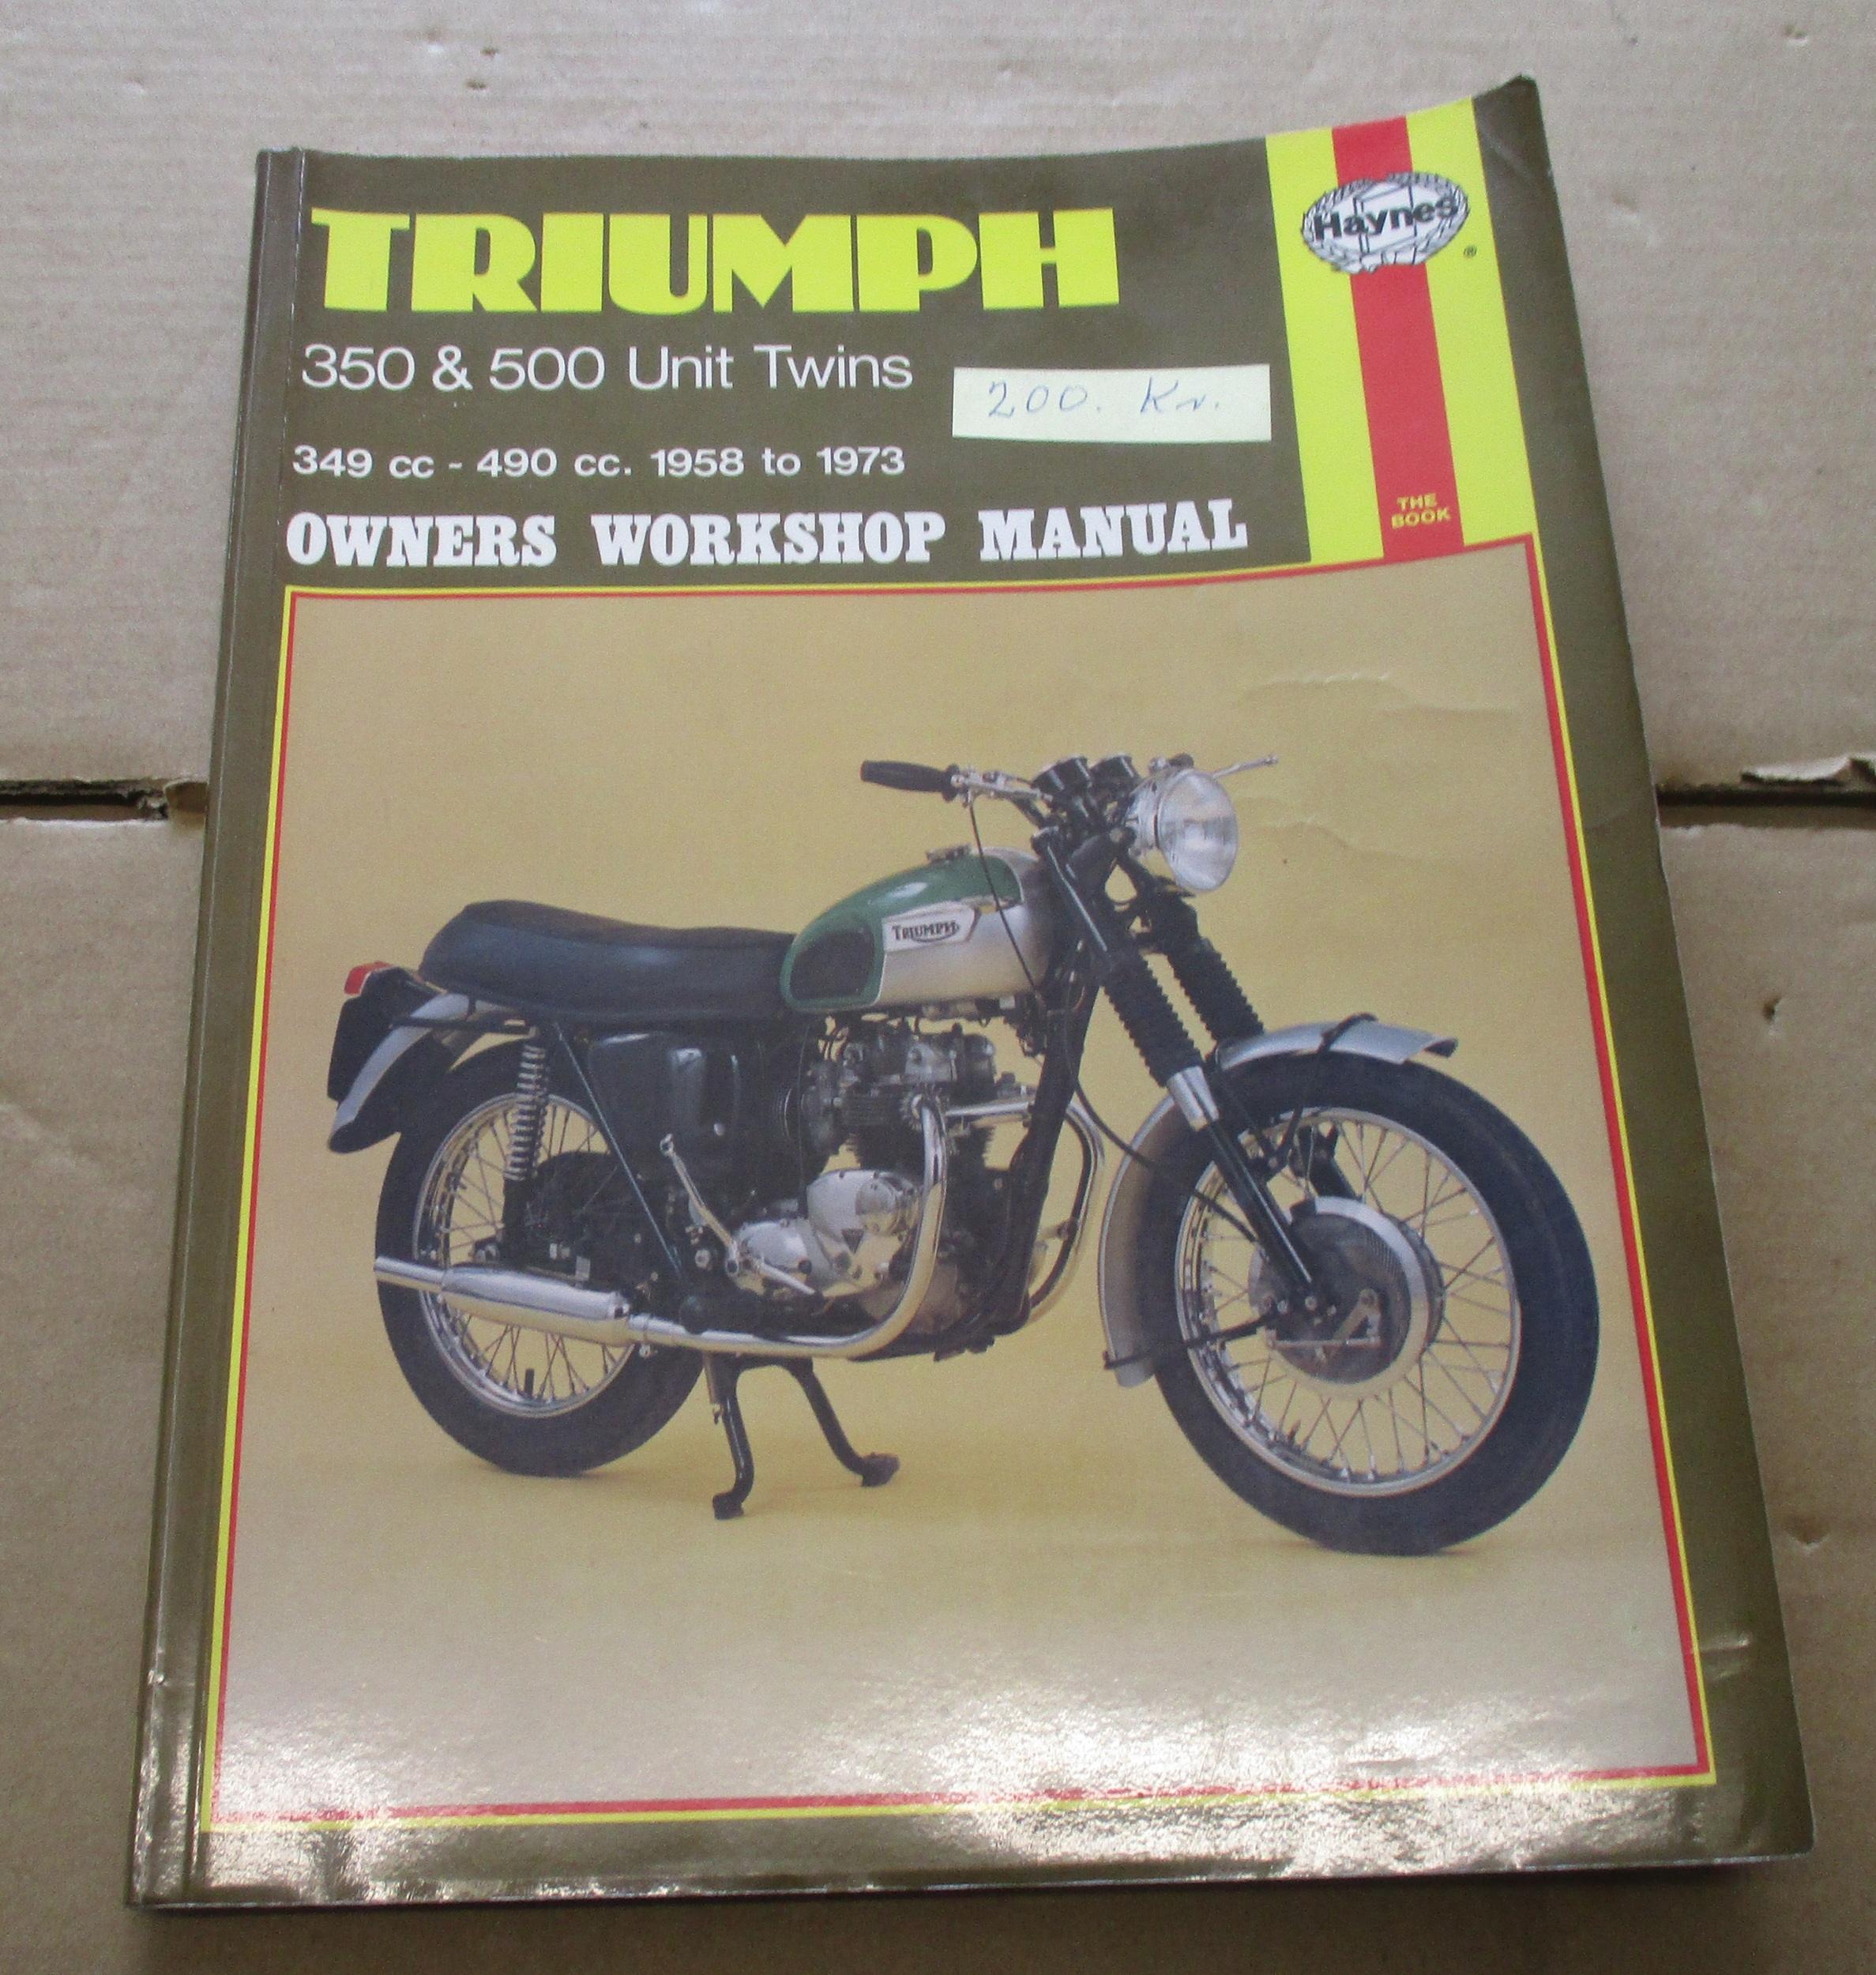 TRIUMPH
Haynes
®
350 & 500 Unit Twins
200. Kr.
349 cc - 490 cc. 1958 to 1973
THE
BOOK
OWNERS WORKSHOP MANUAL
TRIUMPH